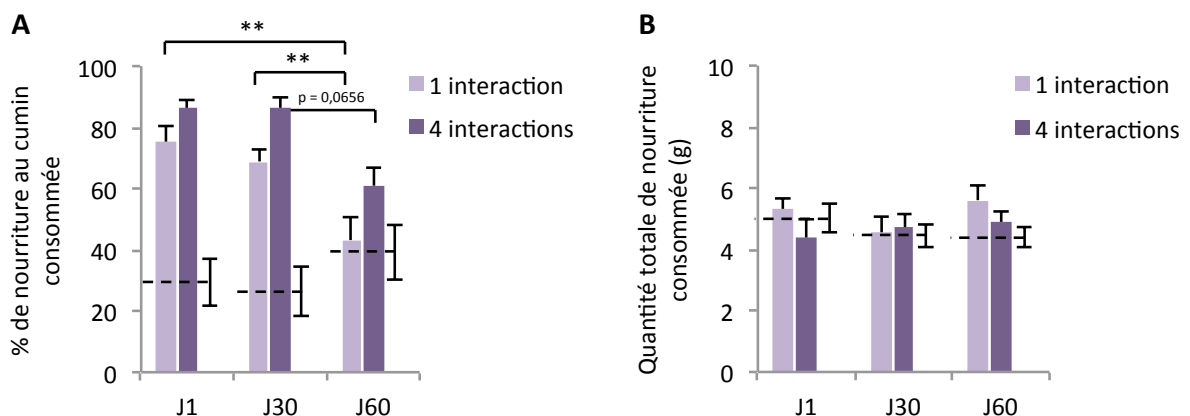 A
**
**
p = 0,0656
% de nourriture au cumin
consommée
100
80
60
40
20
0
J1
J30
J60
1 interaction
4 interactions
B
Quantité totale de nourriture
consommée (g)
10
8
6
4
2
0
J1
J30
J60
1 interaction
4 interactions